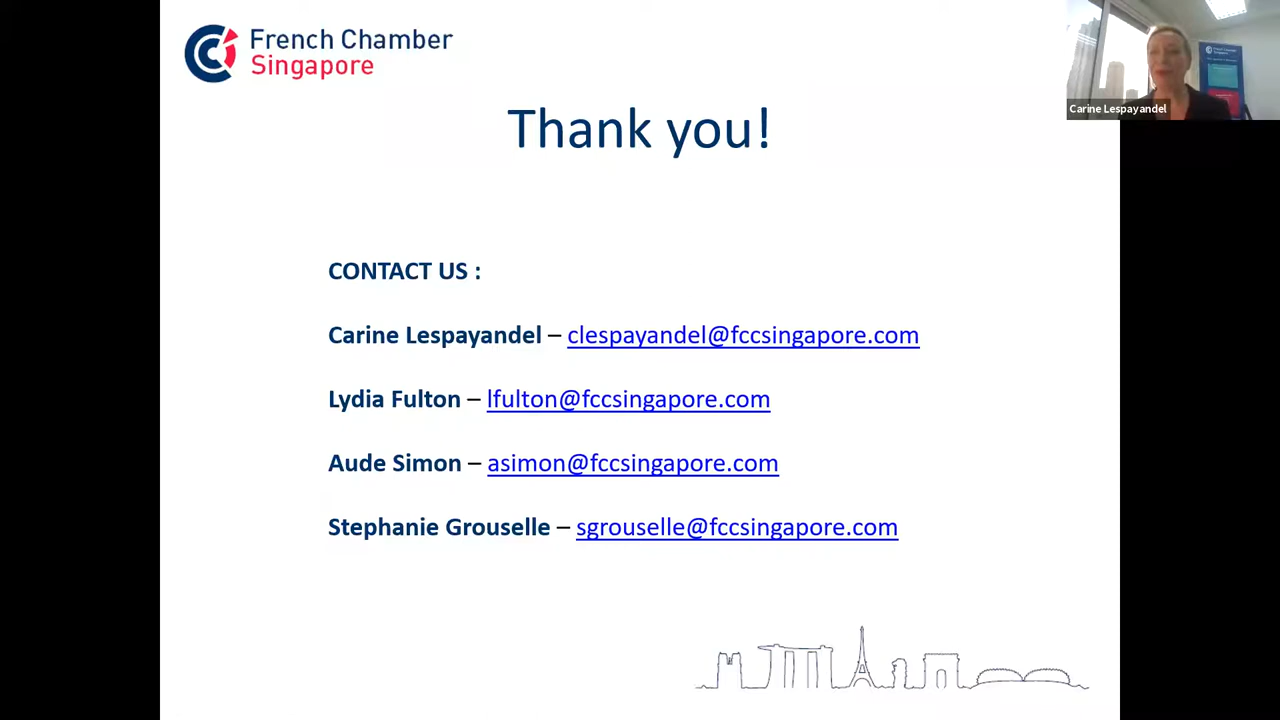 French Chamber
Singapore
Carine Lespayandel
Thank you!
CONTACT US :
Carine Lespayandel – clespayandel@fccsingapore.com
Lydia Fulton – lfulton@fccsingapore.com
Aude Simon – asimon@fccsingapore.com
Stephanie Grouselle – sgrouselle@fccsingapore.com